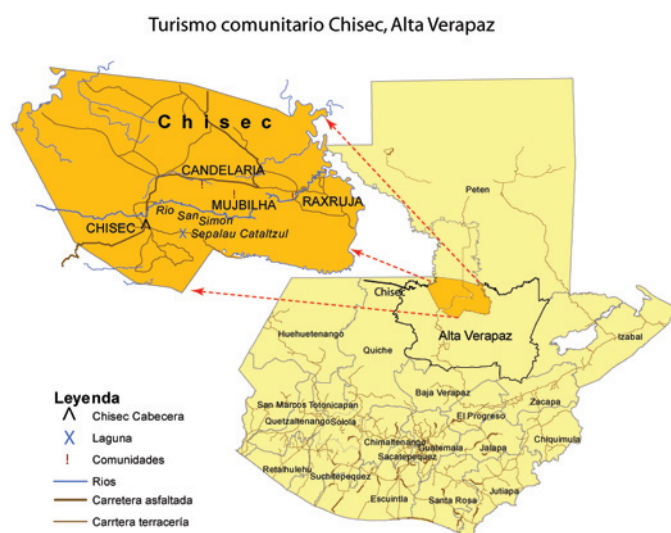 Turismo comunitario Chisec, Alta Verapaz
Chisec
CANDELARIA
MUJBILHA
RAXRUJA
Rio San Simon
CHISEC
Sepalau Cataltzul
Peten
Chisec
Alta Verapaz
Izabal
Huehuetenango
Quiche
Baja Verapaz
Zacapa
San Marcos Totonicapan
El Progreso
Quetzaltenango Solola
Chimaltenango
Guatemala
Jalapa
Chiquimula
Sacatepequez
Retalhulehu
Suchitepequez
Jutiapa
Escuintla
Santa Rosa
Leyenda
Chisec Cabecera
Laguna
Comunidades
Rios
Carretera asfaltada
Carrtera terracería